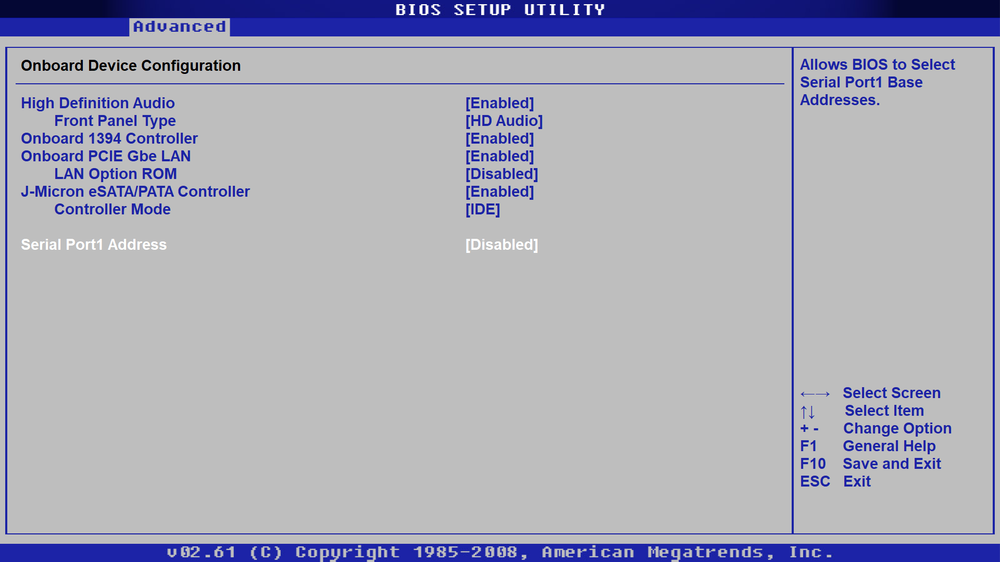 BIOS SETUP UTILITY
Advanced
Onboard Device Configuration
High Definition Audio [Enabled]
Front Panel Type [HD Audio]
Onboard 1394 Controller [Enabled]
Onboard PCIE Gbe LAN [Enabled]
LAN Option ROM [Disabled]
J-Micron eSATA/PATA Controller [Enabled]
Controller Mode [IDE]
Serial Port1 Address [Disabled]
Allows BIOS to Select
Serial Port1 Base
Addresses.
←→ Select Screen
↑↓ Select Item
+ - Change Option
F1 General Help
F10 Save and Exit
ESC Exit
v02.61 (C) Copyright 1985-2008, American Megatrends, Inc.